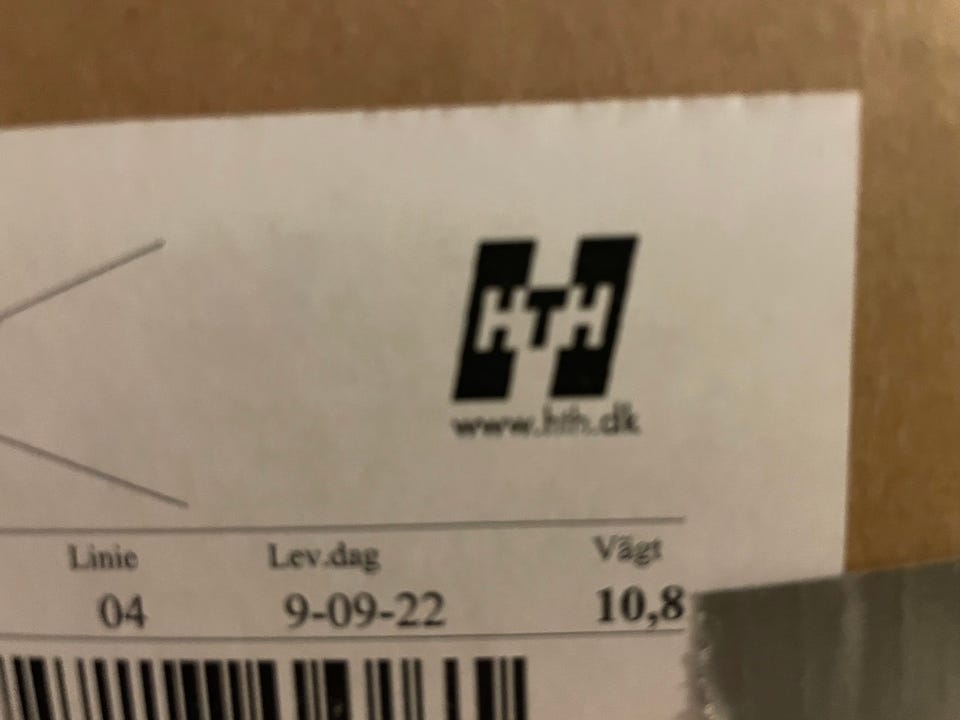 HTH
www.hth.dk
Linie Lev.dag Vägt
04 9-09-22 10,8